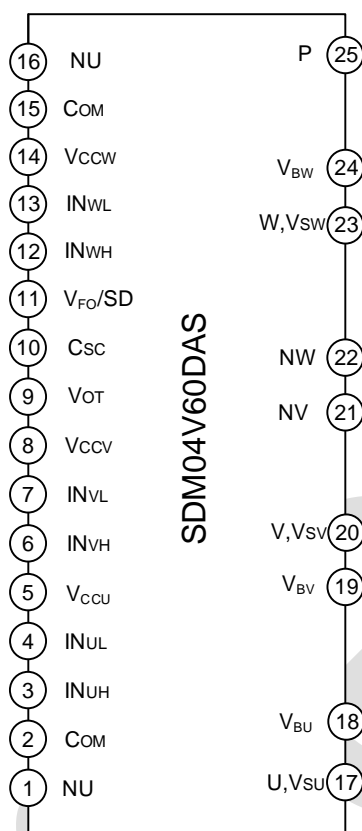 16 NU
15 COM
14 VCCW
13 INWL
12 INWH
11 VFO/SD
10 CSC
9 VOT
8 VCCV
7 INVL
6 INVH
5 VCCU
4 INUL
3 INUH
2 COM
1 NU
SDM04V60DAS
P 25
VBW 24
W,VSW 23
NW 22
NV 21
V,VSV 20
VBV 19
VBU 18
U,VSU 17